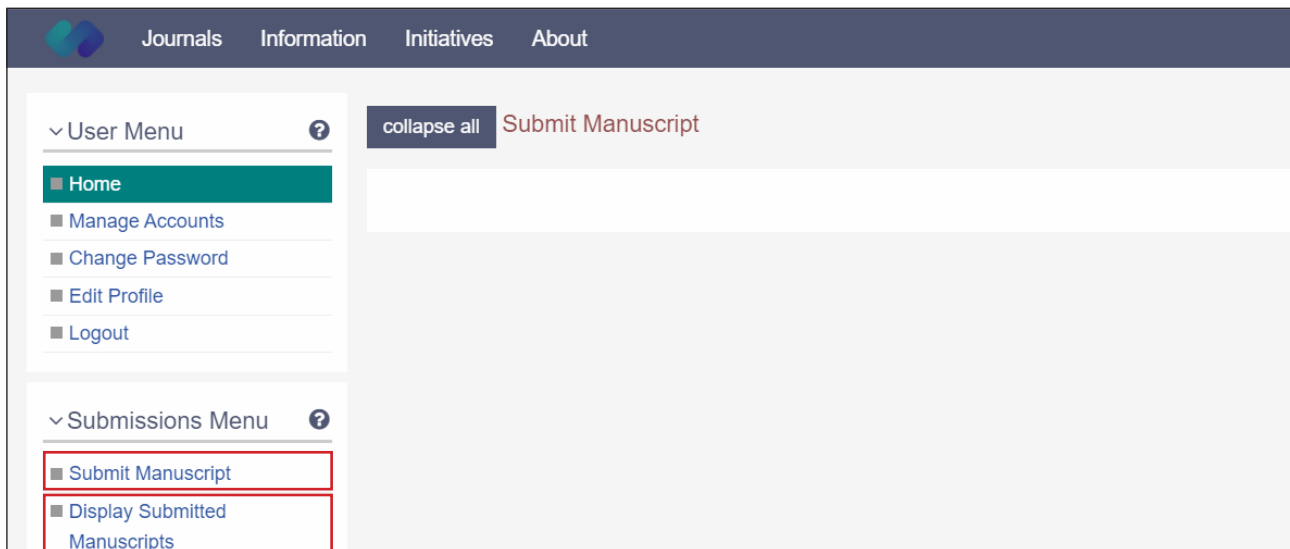 Journals Information Initiatives About
User Menu
Home
Manage Accounts
Change Password
Edit Profile
Logout
Submissions Menu
Submit Manuscript
Display Submitted
Manuscripts
collapse all Submit Manuscript